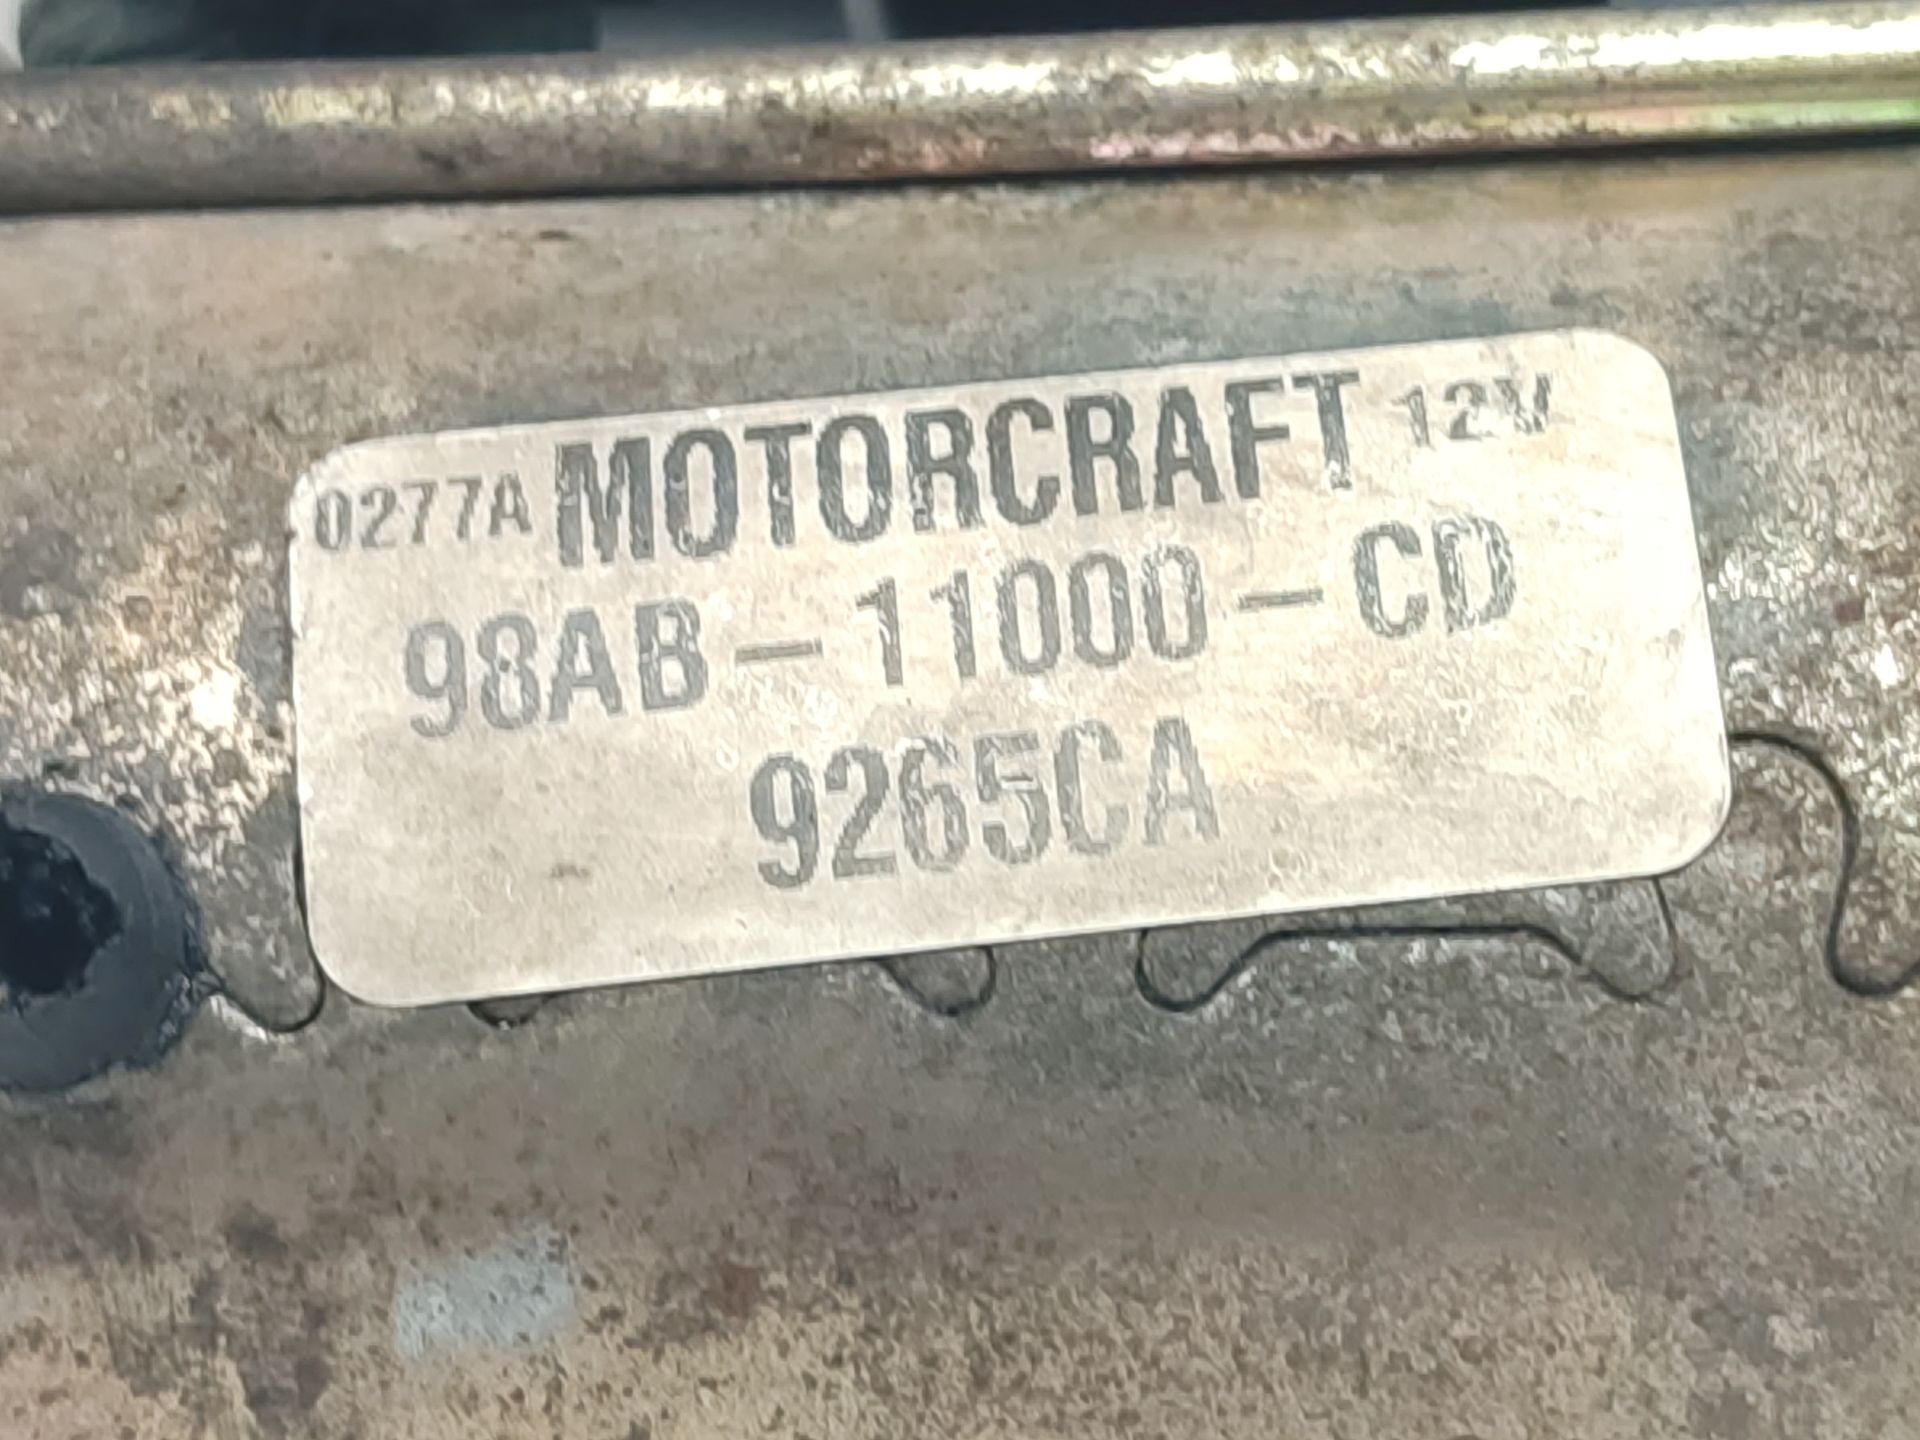 0277A MOTORCRAFT 12V
98AB-11000-CD
9265CA